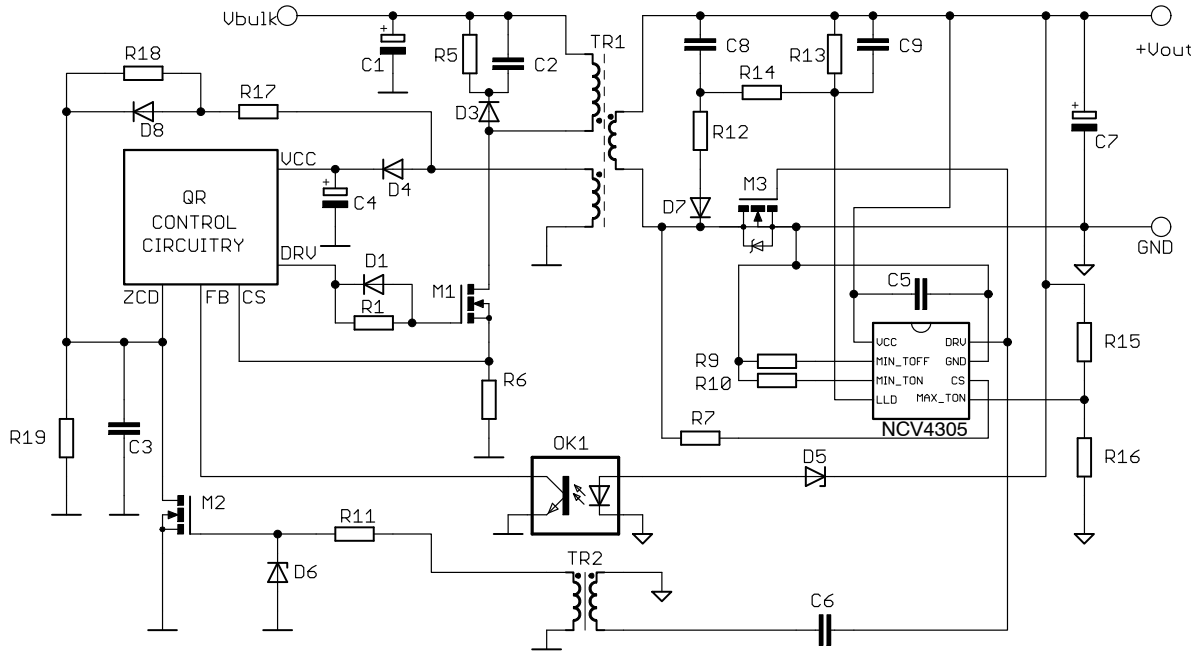 Vbulk
C1
+
R5
C2
TR1
C8
R13
C9
+Vout
R18
R14
R17
D3
D8
R12
+
C7
VCC
D4
+
C4
M3
QR
CONTROL
CIRCUITRY
D7
GND
DRV
D1
C5
ZCD
FB
CS
R1
M1
R15
VCC
DRV
R9
MIN_TOFF
GND
R10
MIN_TON
CS
R6
LLD
MAX_TON
R7
NCV4305
R19
C3
OK1
D5
R16
M2
R11
D6
TR2
C6